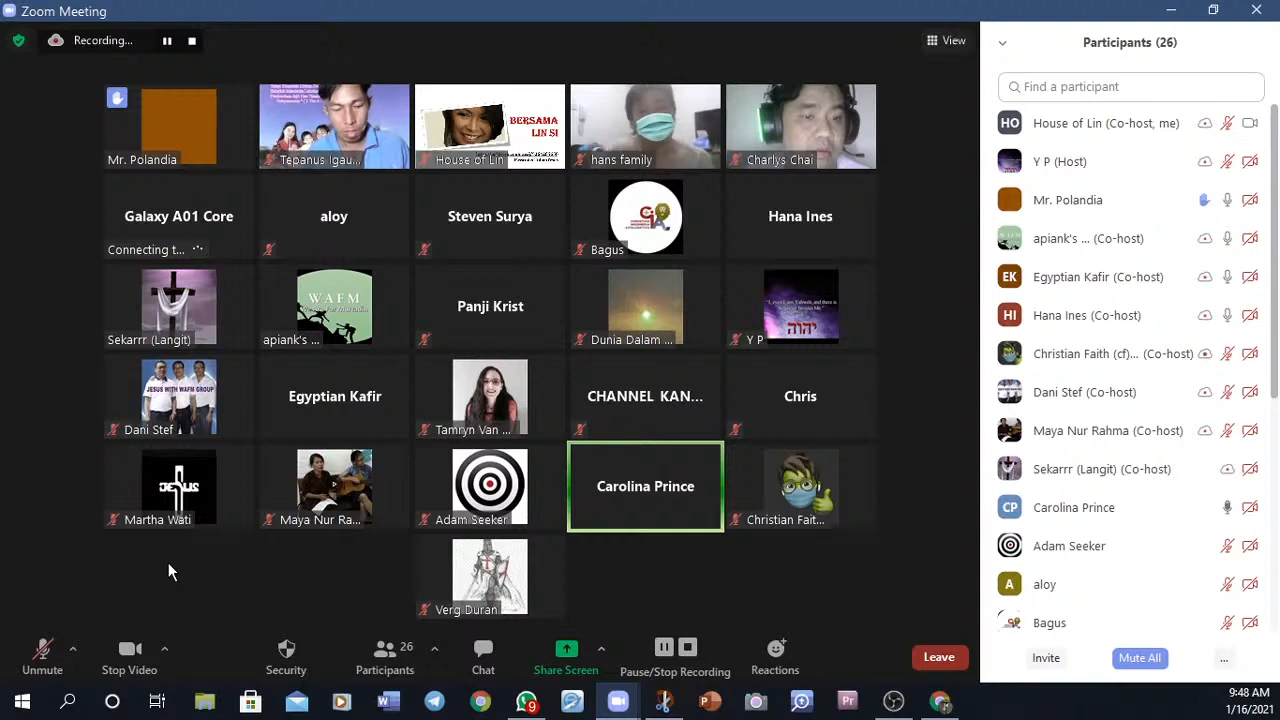 Zoom Meeting
Recording...
View
Mr. Polandia
Tepanus Igau...
BERSAMA
LIN SI
House of Lin
hans family
Charlys Chai
Galaxy A01 Core
Connecting t...
aloy
Steven Surya
Bagus
Hana Ines
Sekarrr (Langit)
WAFM
apiank's ...
Panji Krist
Dunia Dalam ...
יהוה
Y P
JESUS WITH WAFM GROUP
Dani Stef
Egyptian Kafir
Tamryn Van ...
CHANNEL KAN...
Chris
JESUS
Martha Wati
Maya Nur Ra...
Adam Seeker
Carolina Prince
Christian Fait...
Verg Duran
Unmute
Stop Video
Security
26
Participants
Chat
Share Screen
Pause/Stop Recording
Reactions
Leave
Participants (26)
Find a participant
HO House of Lin (Co-host, me)
Y P (Host)
Mr. Polandia
apiank's ... (Co-host)
EK Egyptian Kafir (Co-host)
HI Hana Ines (Co-host)
Christian Faith (cf)... (Co-host)
Dani Stef (Co-host)
Maya Nur Rahma (Co-host)
Sekarrr (Langit) (Co-host)
CP Carolina Prince
Adam Seeker
A aloy
Bagus
Invite
Mute All
...
9
9:48 AM
1/16/2021